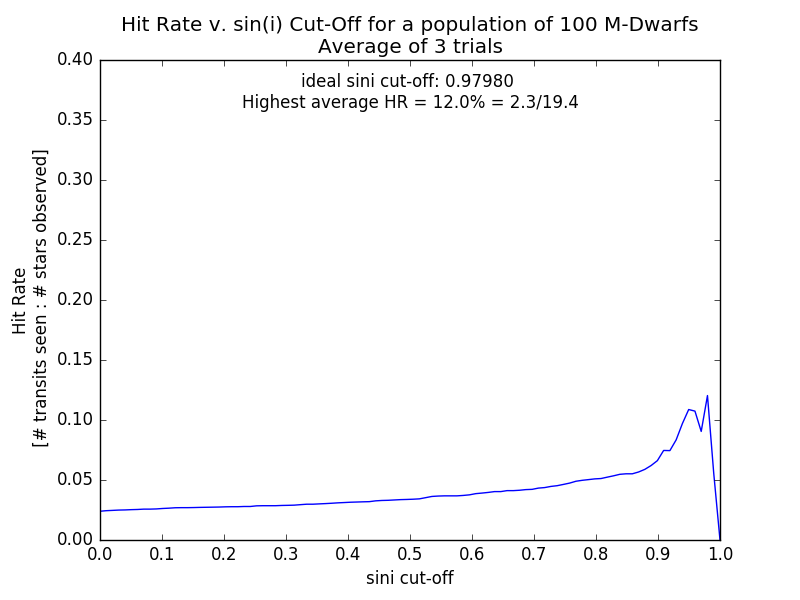 Hit Rate v. sin(i) Cut-Off for a population of 100 M-Dwarfs
Average of 3 trials
ideal sini cut-off: 0.97980
Highest average HR = 12.0% = 2.3/19.4
0.40
0.35
0.30
0.25
0.20
0.15
0.10
0.05
0.00
Hit Rate
[# transits seen : # stars observed]
0.0 0.1 0.2 0.3 0.4 0.5 0.6 0.7 0.8 0.9 1.0
sini cut-off